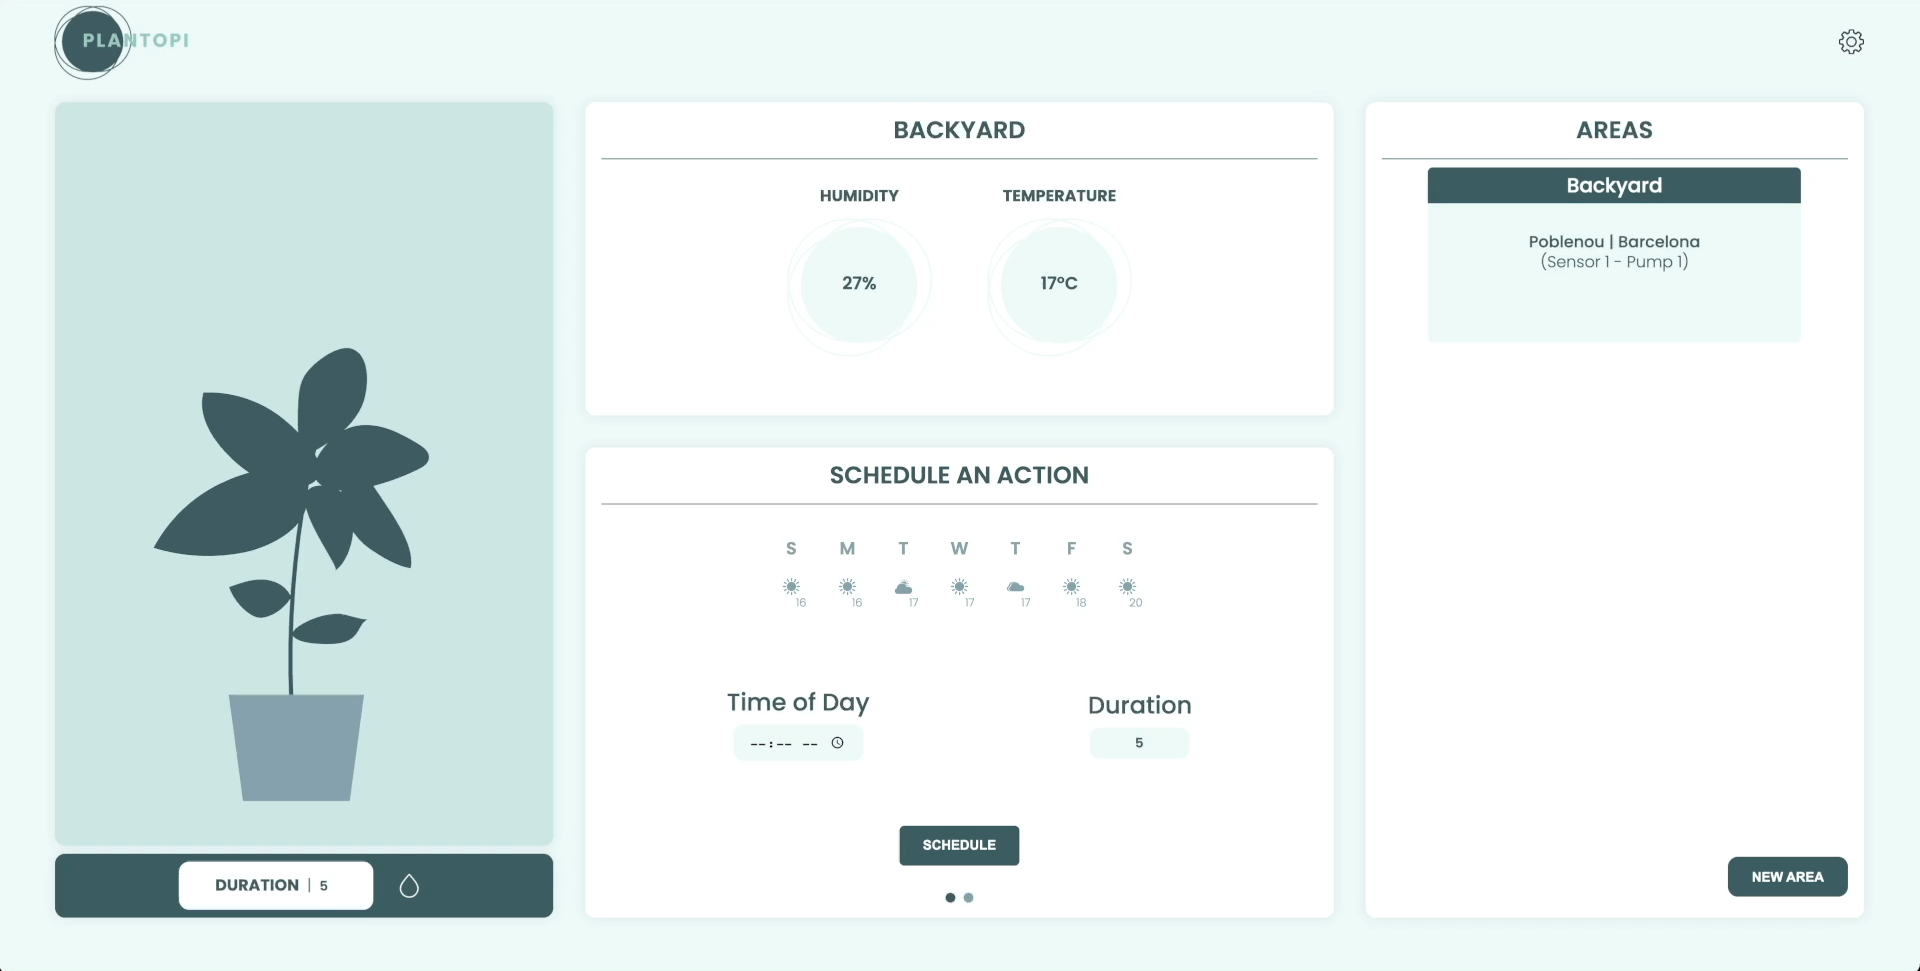 PLANTOPI
DURATION | 5
BACKYARD
HUMIDITY TEMPERATURE
27% 17°C
SCHEDULE AN ACTION
S M T W T F S
16 16 17 17 17 18 20
Time of Day Duration
--:-- -- 5
SCHEDULE
AREAS
Backyard
Poblenou | Barcelona
(Sensor 1 - Pump 1)
NEW AREA